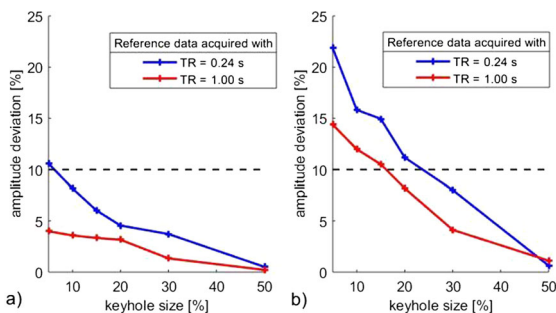 25
20
15
10
5
0
amplitude deviation [%]
Reference data acquired with
TR = 0.24 s
TR = 1.00 s
10 20 30 40 50
keyhole size [%]
a)
25
20
15
10
5
0
amplitude deviation [%]
Reference data acquired with
TR = 0.24 s
TR = 1.00 s
10 20 30 40 50
keyhole size [%]
b)